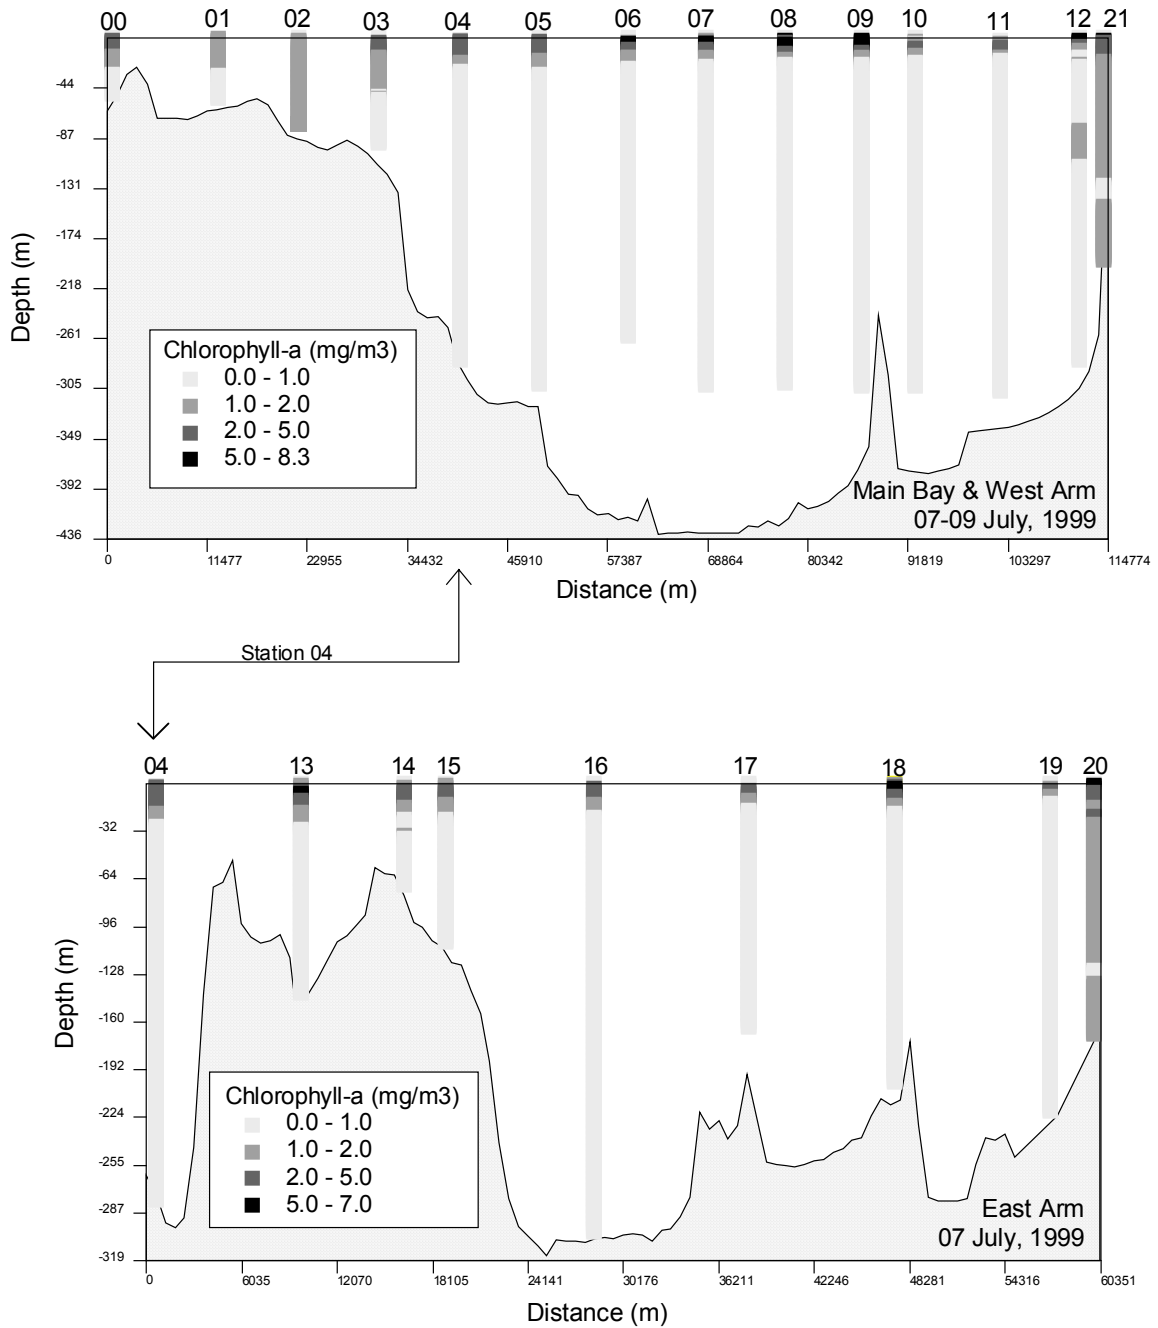 00 01 02 03 04 05 06 07 08 09 10 11 12 21
-44
-87
-131
-174
-218
-261
-305
-349
-392
-436
Depth (m)
Chlorophyll-a (mg/m3)
0.0 - 1.0
1.0 - 2.0
2.0 - 5.0
5.0 - 8.3
Main Bay & West Arm
07-09 July, 1999
0 11477 22955 34432 45910 57387 68864 80342 91819 103297 114774
Distance (m)
Station 04
04 13 14 15 16 17 18 19 20
-32
-64
-96
-128
-160
-192
-224
-255
-287
-319
Depth (m)
Chlorophyll-a (mg/m3)
0.0 - 1.0
1.0 - 2.0
2.0 - 5.0
5.0 - 7.0
East Arm
07 July, 1999
0 6035 12070 18105 24141 30176 36211 42246 48281 54316 60351
Distance (m)